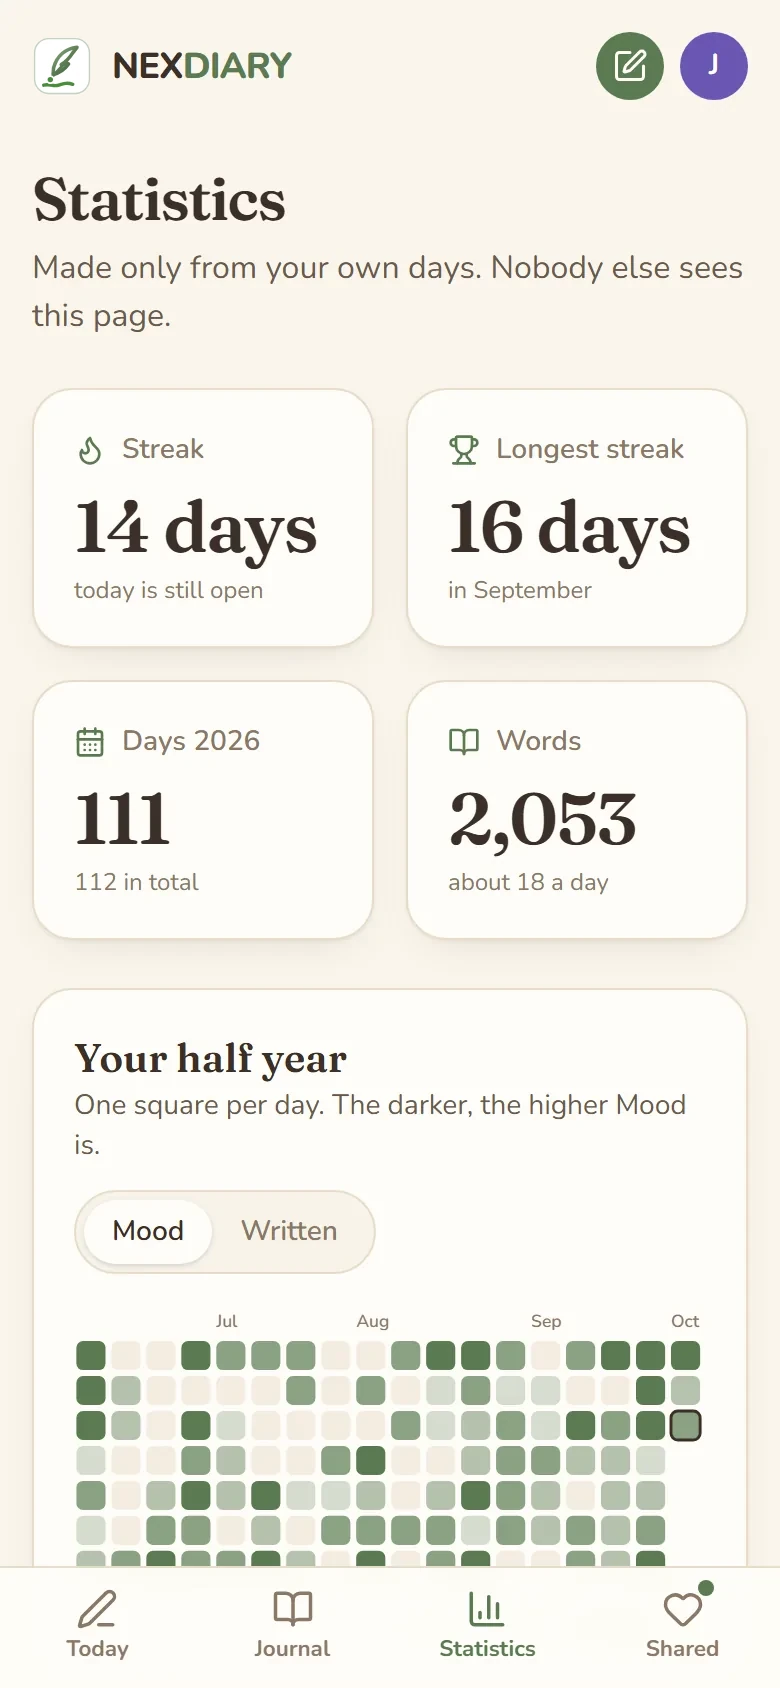 NEXDIARY
J
Statistics
Made only from your own days. Nobody else sees
this page.
Streak
14 days
today is still open
Longest streak
16 days
in September
Days 2026
111
112 in total
Words
2,053
about 18 a day
Your half year
One square per day. The darker, the higher Mood
is.
Mood Written
Jul Aug Sep Oct
Today Journal Statistics Shared